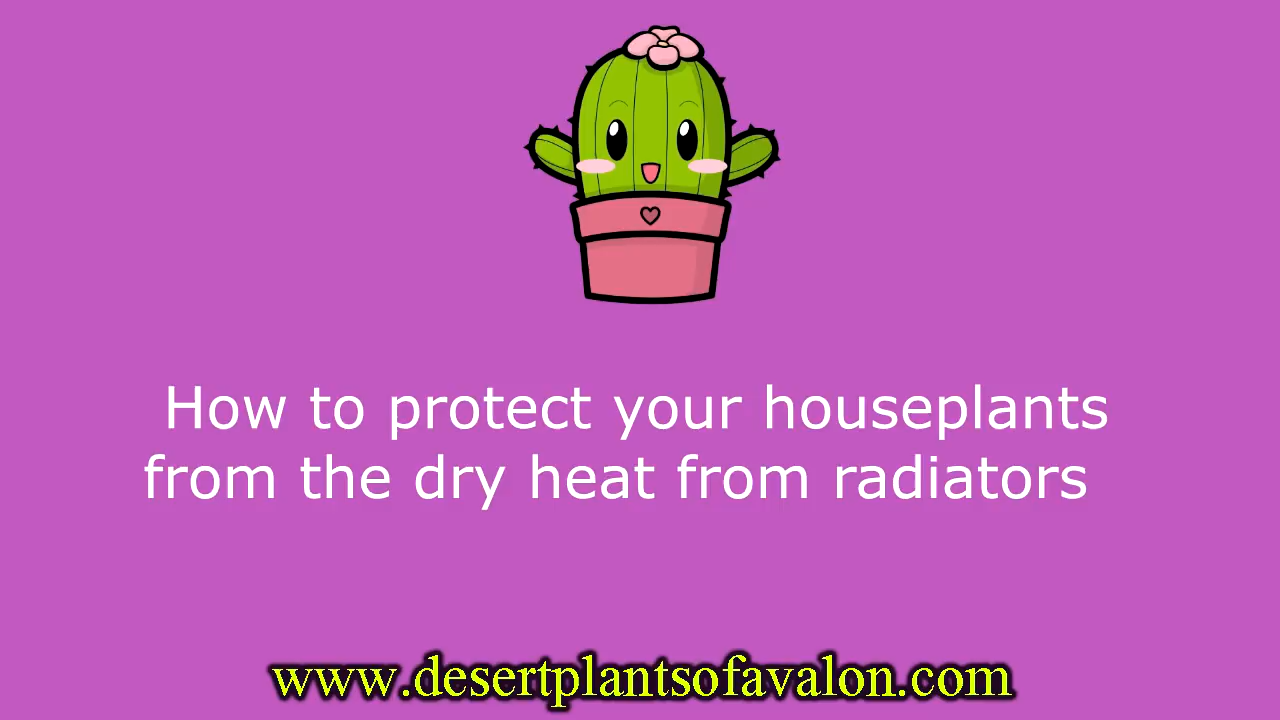 How to protect your houseplants
from the dry heat from radiators
www.desertplantsofavalon.com